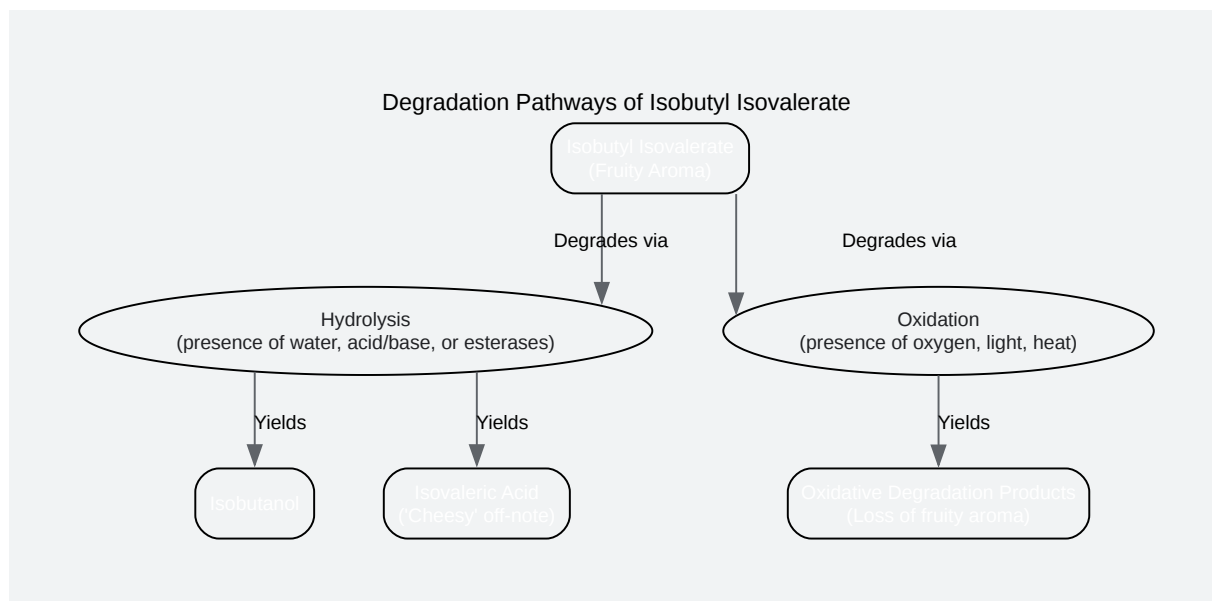 Degradation Pathways of Isobutyl Isovalerate
Isobutyl Isovalerate
(Fruity Aroma)
Degrades via
Degrades via
Hydrolysis
(presence of water, acid/base, or esterases)
Oxidation
(presence of oxygen, light, heat)
Yields
Yields
Yields
Isobutanol
Isovaleric Acid
('Cheesy' off-note)
Oxidative Degradation Products
(Loss of fruity aroma)